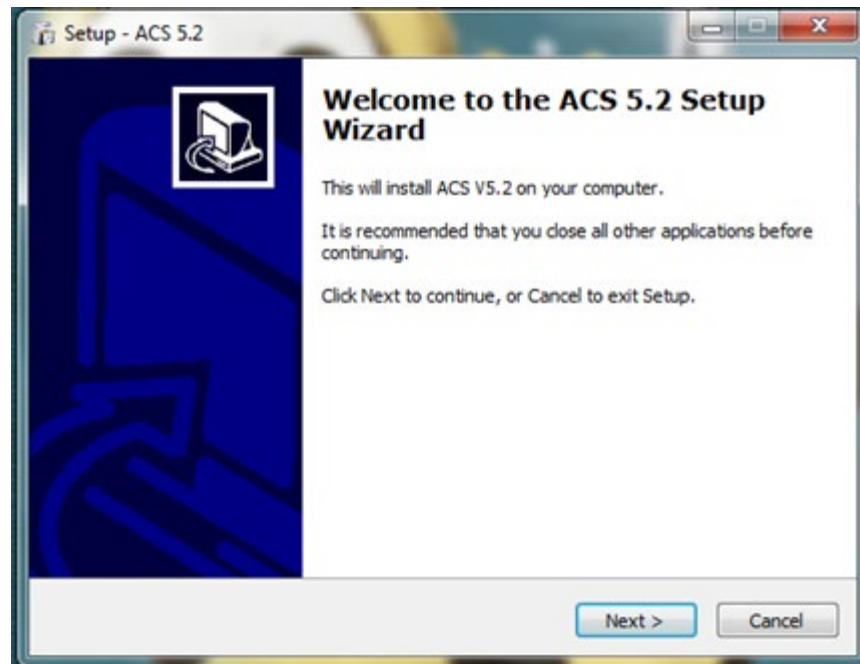 Setup - ACS 5.2
Welcome to the ACS 5.2 Setup
Wizard
This will install ACS V5.2 on your computer.
It is recommended that you close all other applications before
continuing.
Click Next to continue, or Cancel to exit Setup.
Next >
Cancel